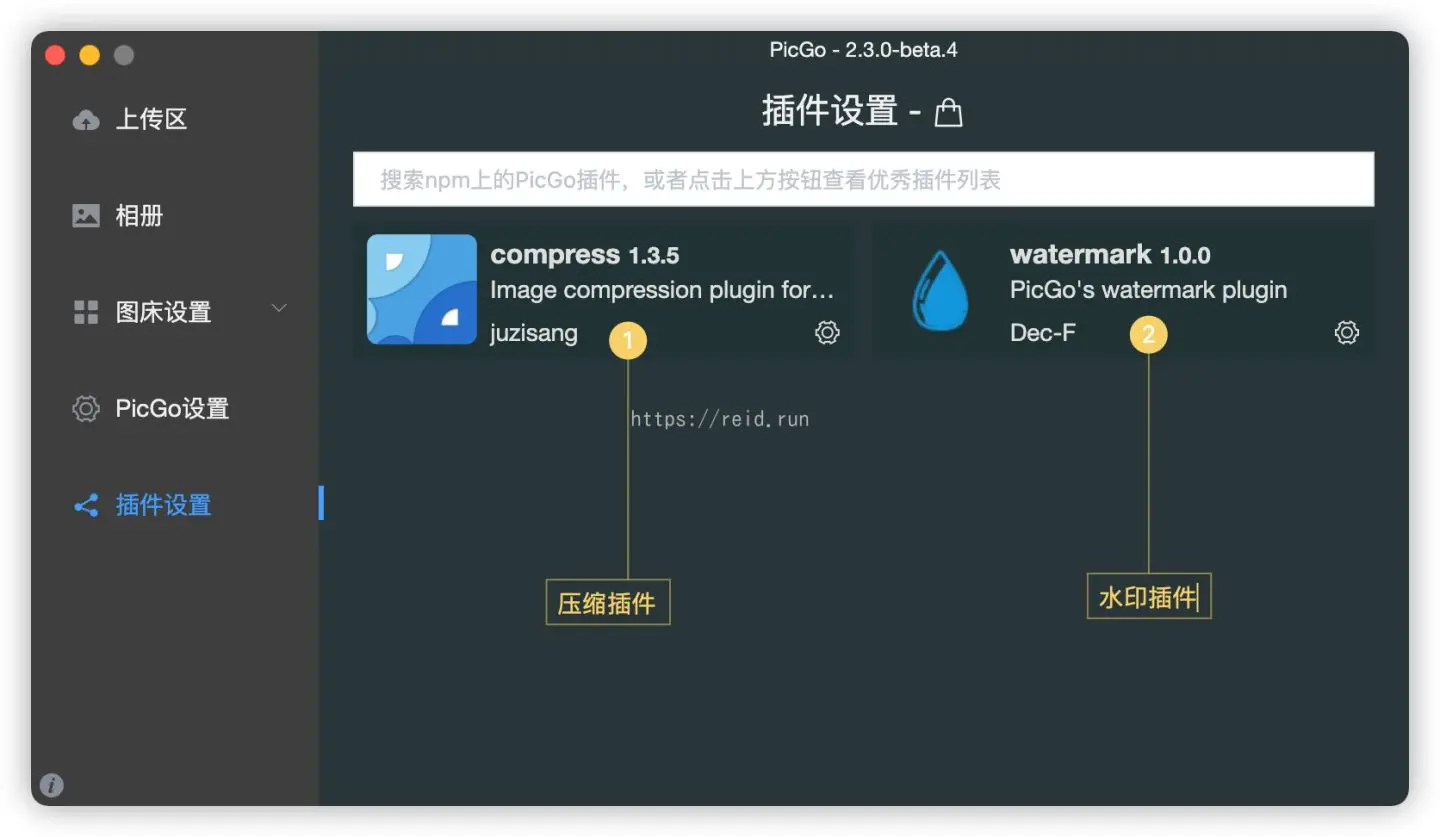 PicGo - 2.3.0-beta.4
上传区
相册
图床设置
PicGo设置
插件设置
插件设置 -
搜索npm上的PicGo插件，或者点击上方按钮查看优秀插件列表
compress 1.3.5
Image compression plugin for...
juzisang
1
watermark 1.0.0
PicGo's watermark plugin
Dec-F
2
https://reid.run
压缩插件
水印插件